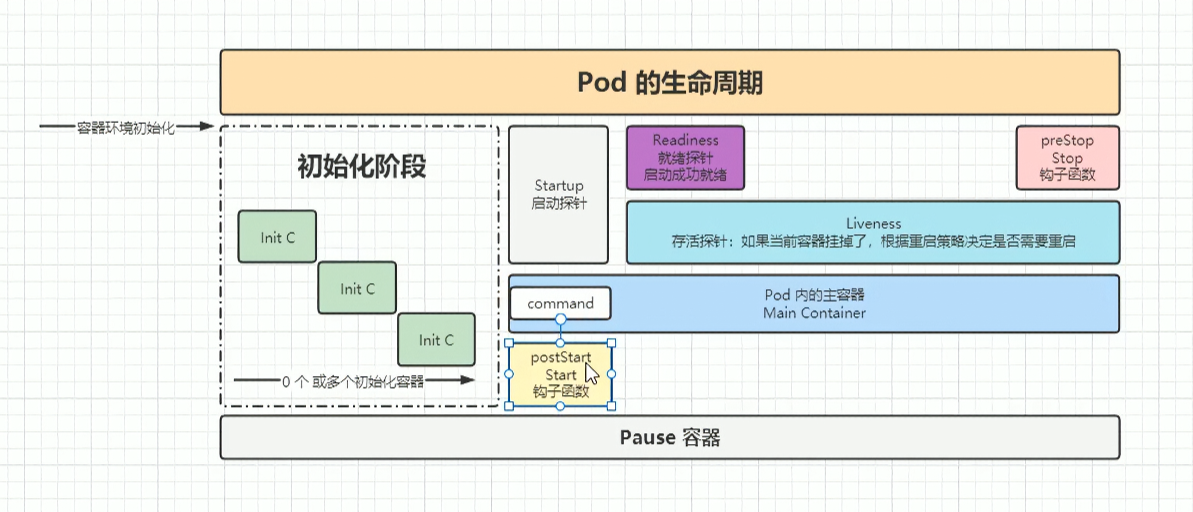 Pod 的生命周期
容器环境初始化
初始化阶段
Init C
Init C
Init C
0 个 或多个初始化容器
Startup
启动探针
Readiness
就绪探针
启动成功就绪
preStop
Stop
钩子函数
Liveness
存活探针：如果当前容器挂掉了，根据重启策略决定是否需要重启
command
Pod 内的主容器
Main Container
postStart
Start
钩子函数
Pause 容器